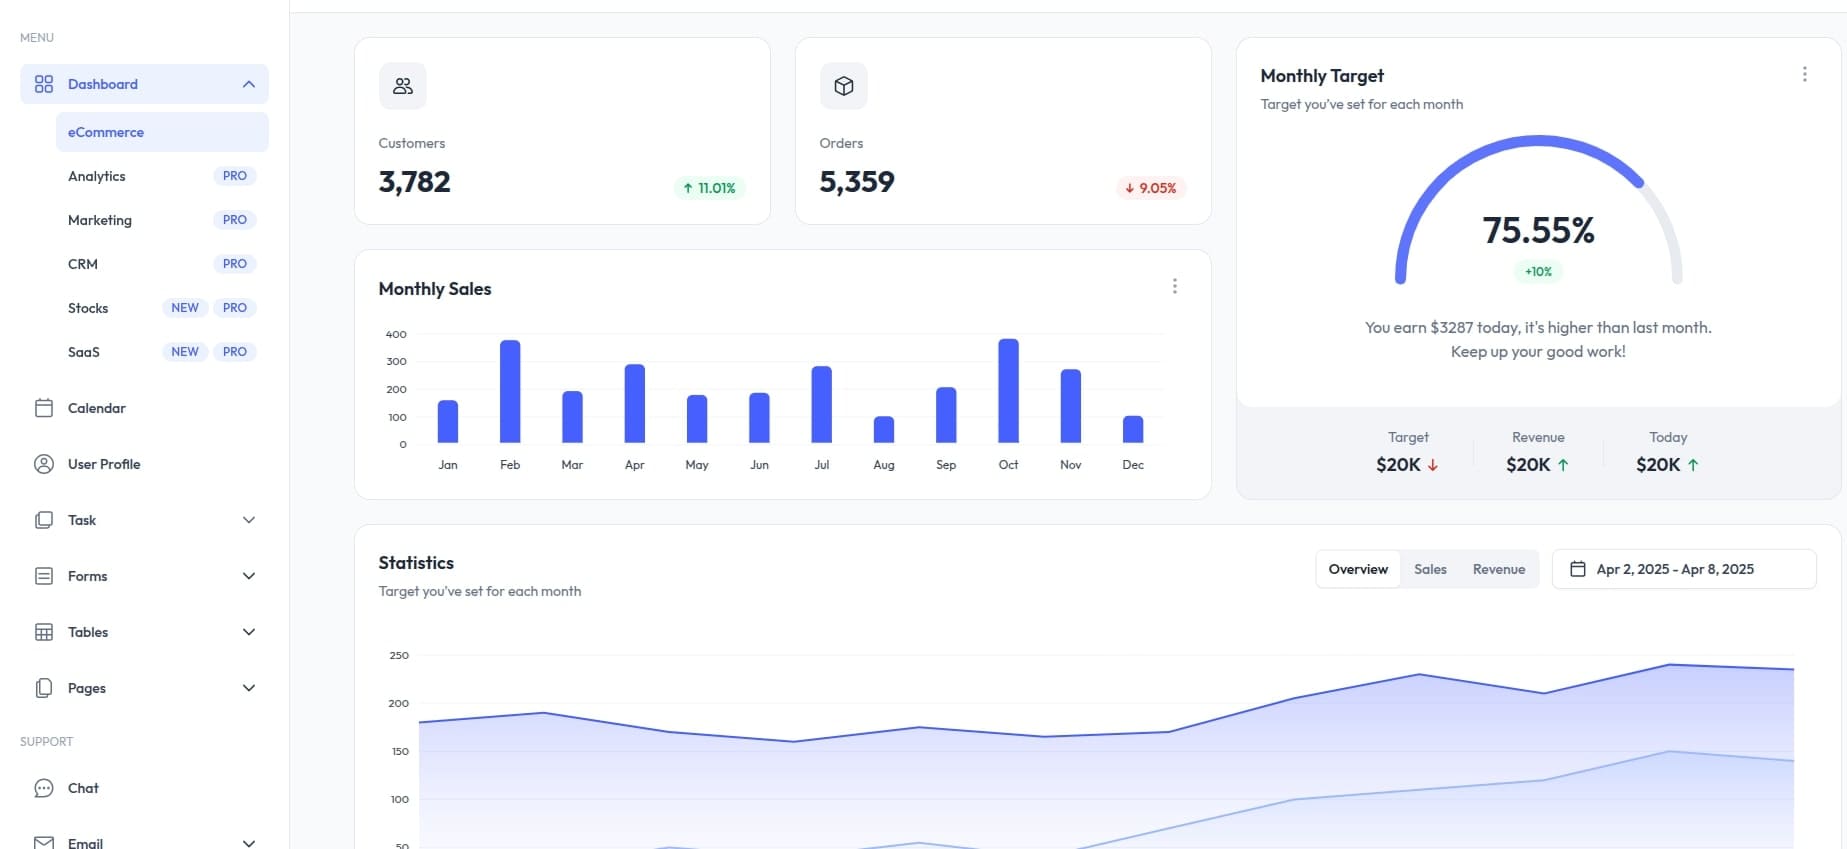 MENU
Dashboard
eCommerce
Analytics PRO
Marketing PRO
CRM PRO
Stocks NEW PRO
SaaS NEW PRO
Calendar
User Profile
Task
Forms
Tables
Pages
SUPPORT
Chat
Email
Customers
3,782
↑ 11.01%
Orders
5,359
↓ 9.05%
Monthly Sales
400
300
200
100
0
Jan Feb Mar Apr May Jun Jul Aug Sep Oct Nov Dec
Monthly Target
Target you've set for each month
75.55%
+10%
You earn $3287 today, it's higher than last month.
Keep up your good work!
Target Revenue Today
$20K ↓ $20K ↑ $20K ↑
Statistics
Target you've set for each month
Overview Sales Revenue
Apr 2, 2025 - Apr 8, 2025
250
200
150
100
50